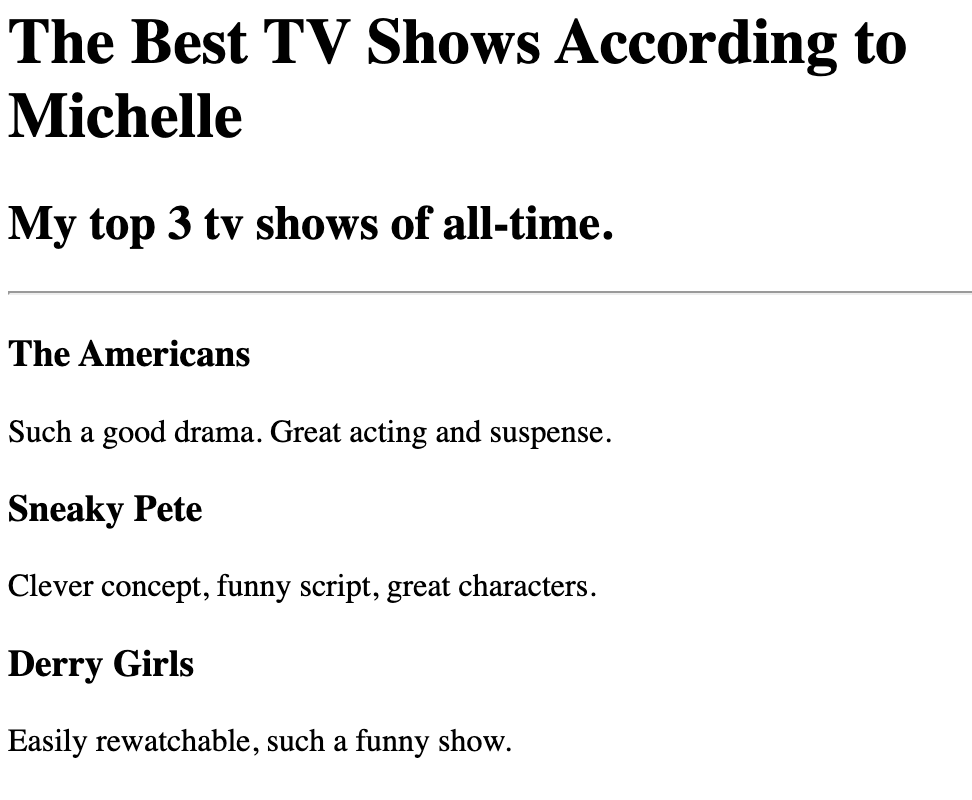 The Best TV Shows According to
Michelle
My top 3 tv shows of all-time.
The Americans
Such a good drama. Great acting and suspense.
Sneaky Pete
Clever concept, funny script, great characters.
Derry Girls
Easily rewatchable, such a funny show.